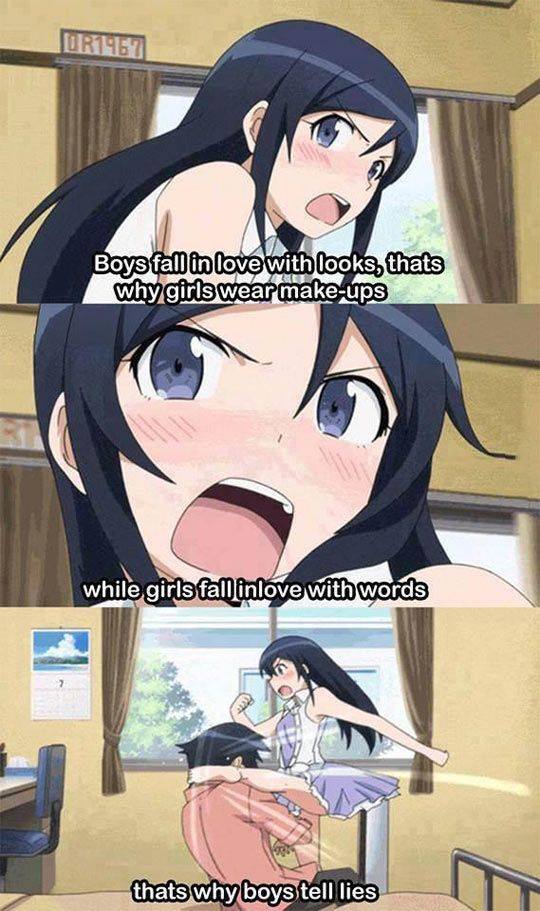 OR1967
Boys fall in love with looks, thats
why girls wear make-ups
while girls fall inlove with words
7
thats why boys tell lies